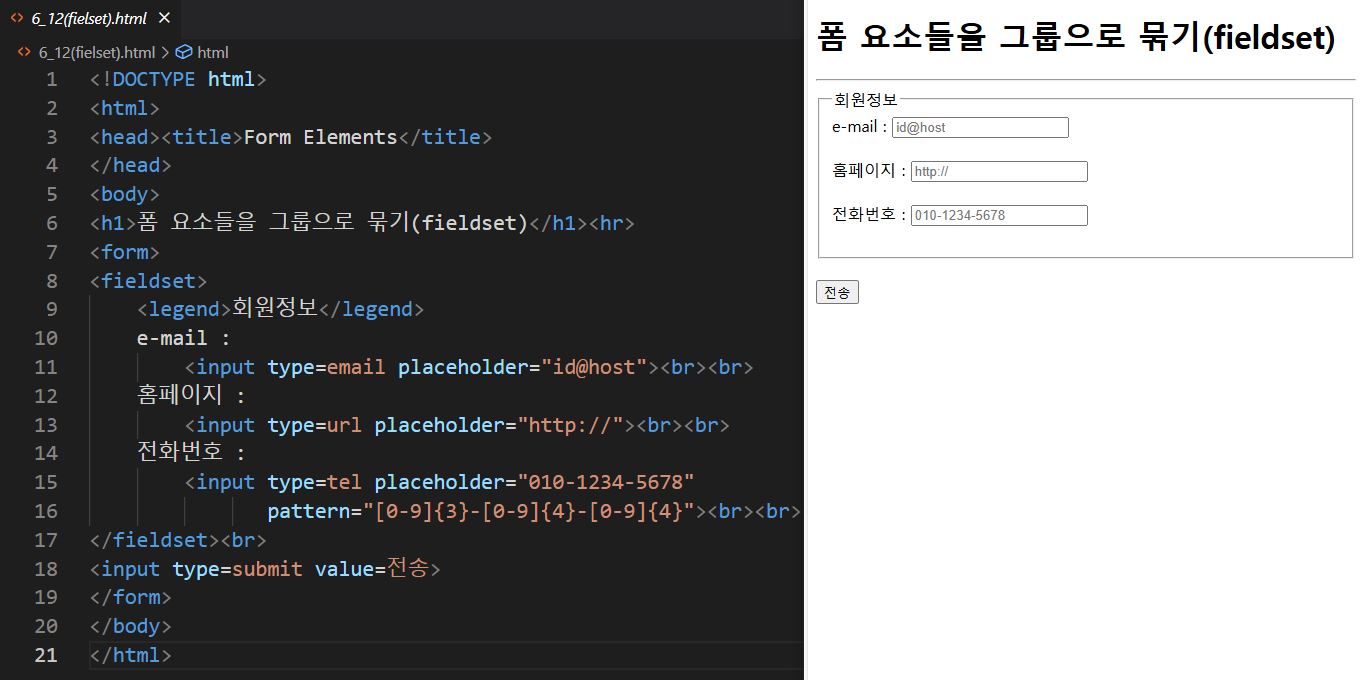 6_12(fielset).html ×
6_12(fielset).html > html
1 <!DOCTYPE html>
2 <html>
3 <head><title>Form Elements</title>
4 </head>
5 <body>
6 <h1>폼 요소들을 그룹으로 묶기(fieldset)</h1><hr>
7 <form>
8 <fieldset>
9 <legend>회원정보</legend>
10 e-mail :
11 <input type=email placeholder="id@host"><br><br>
12 홈페이지 :
13 <input type=url placeholder="http://"><br><br>
14 전화번호 :
15 <input type=tel placeholder="010-1234-5678"
16 pattern="[0-9]{3}-[0-9]{4}-[0-9]{4}"><br><br>
17 </fieldset><br>
18 <input type=submit value=전송>
19 </form>
20 </body>
21 </html>
폼 요소들을 그룹으로 묶기(fieldset)
회원정보
e-mail : id@host
홈페이지 : http://
전화번호 : 010-1234-5678
전송